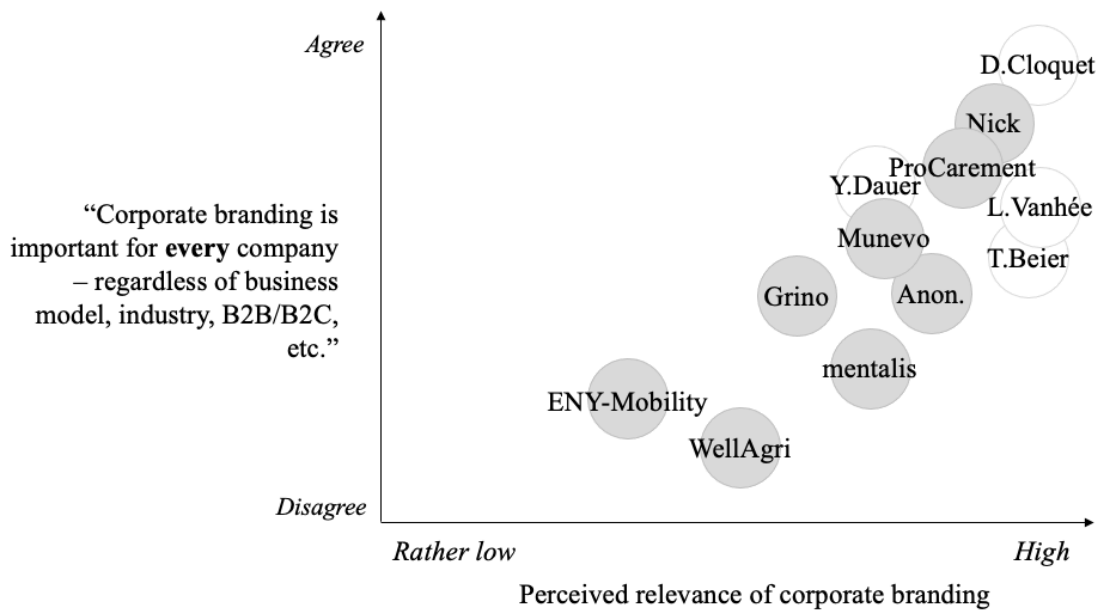 Agree
D.Cloquet
Nick
ProCarement
Y.Dauer
L.Vanhée
“Corporate branding is
important for every company
– regardless of business
model, industry, B2B/B2C,
etc.”
Munevo
T.Beier
Grino
Anon.
mentalis
ENY-Mobility
WellAgri
Disagree
Rather low
High
Perceived relevance of corporate branding